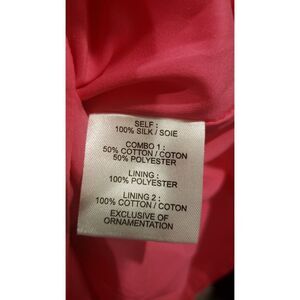 SELF :
100% SILK / SOIE
COMBO 1 :
50% COTTON / COTON
50% POLYESTER
LINING :
100% POLYESTER
LINING 2 :
100% COTTON / COTON
EXCLUSIVE OF
ORNAMENTATION